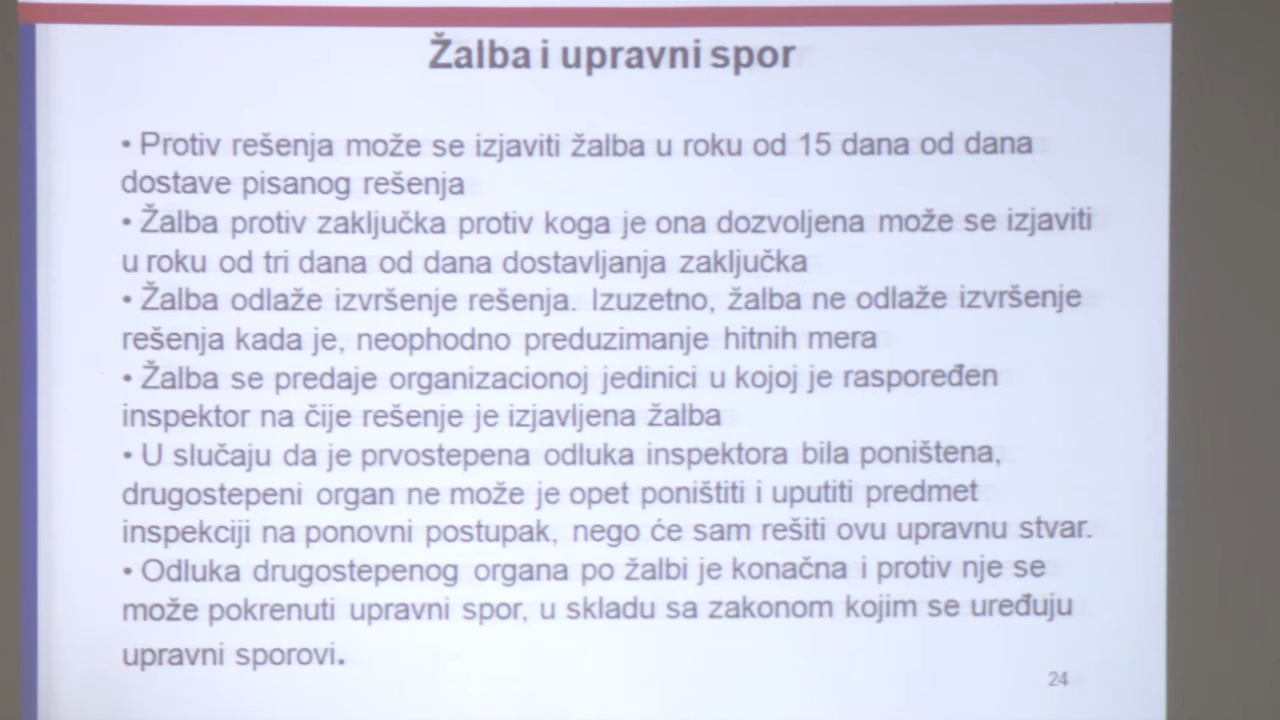 Žalba i upravni spor
• Protiv rešenja može se izjaviti žalba u roku od 15 dana od dana
dostave pisanog rešenja
• Žalba protiv zaključka protiv koga je ona dozvoljena može se izjaviti
u roku od tri dana od dana dostavljanja zaključka
• Žalba odlaže izvršenje rešenja. Izuzetno, žalba ne odlaže izvršenje
rešenja kada je, neophodno preduzimanje hitnih mera
• Žalba se predaje organizacionoj jedinici u kojoj je raspoređen
inspektor na čije rešenje je izjavljena žalba
• U slučaju da je prvostepena odluka inspektora bila poništena,
drugostepeni organ ne može je opet poništiti i uputiti predmet
inspekciji na ponovni postupak, nego će sam rešiti ovu upravnu stvar.
• Odluka drugostepenog organa po žalbi je konačna i protiv nje se
može pokrenuti upravni spor, u skladu sa zakonom kojim se uređuju
upravni sporovi.
24